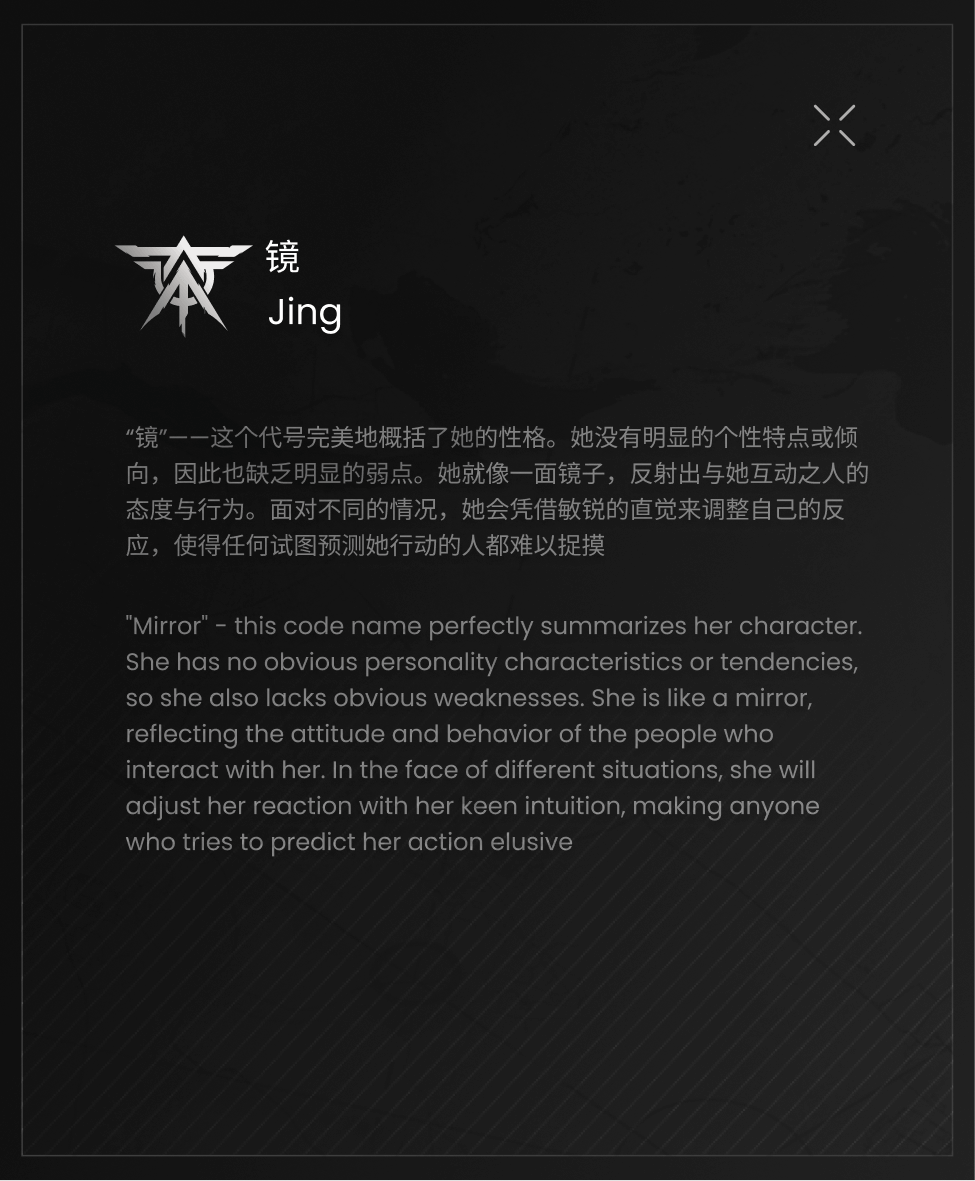 镜
Jing
“镜”——这个代号完美地概括了她的性格。她没有明显的个性特点或倾
向，因此也缺乏明显的弱点。她就像一面镜子，反射出与她互动之人的
态度与行为。面对不同的情况，她会凭借敏锐的直觉来调整自己的反
应，使得任何试图预测她行动的人都难以捉摸
"Mirror" - this code name perfectly summarizes her character.
She has no obvious personality characteristics or tendencies,
so she also lacks obvious weaknesses. She is like a mirror,
reflecting the attitude and behavior of the people who
interact with her. In the face of different situations, she will
adjust her reaction with her keen intuition, making anyone
who tries to predict her action elusive